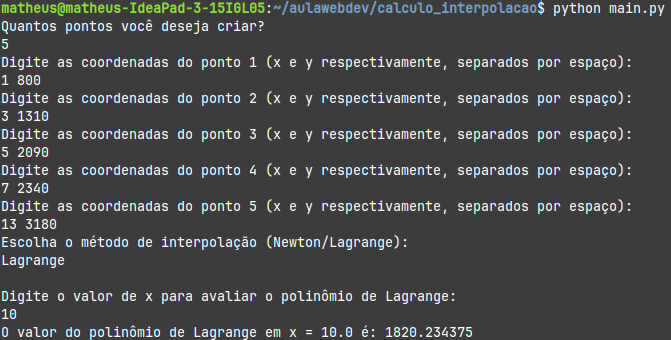 matheus@matheus-IdeaPad-3-15IGL05:~/aulawebdev/calculo_interpolacao$ python main.py
Quantos pontos você deseja criar?
5
Digite as coordenadas do ponto 1 (x e y respectivamente, separados por espaço):
1 800
Digite as coordenadas do ponto 2 (x e y respectivamente, separados por espaço):
3 1310
Digite as coordenadas do ponto 3 (x e y respectivamente, separados por espaço):
5 2090
Digite as coordenadas do ponto 4 (x e y respectivamente, separados por espaço):
7 2340
Digite as coordenadas do ponto 5 (x e y respectivamente, separados por espaço):
13 3180
Escolha o método de interpolação (Newton/Lagrange):
Lagrange
Digite o valor de x para avaliar o polinômio de Lagrange:
10
O valor do polinômio de Lagrange em x = 10.0 é: 1820.234375